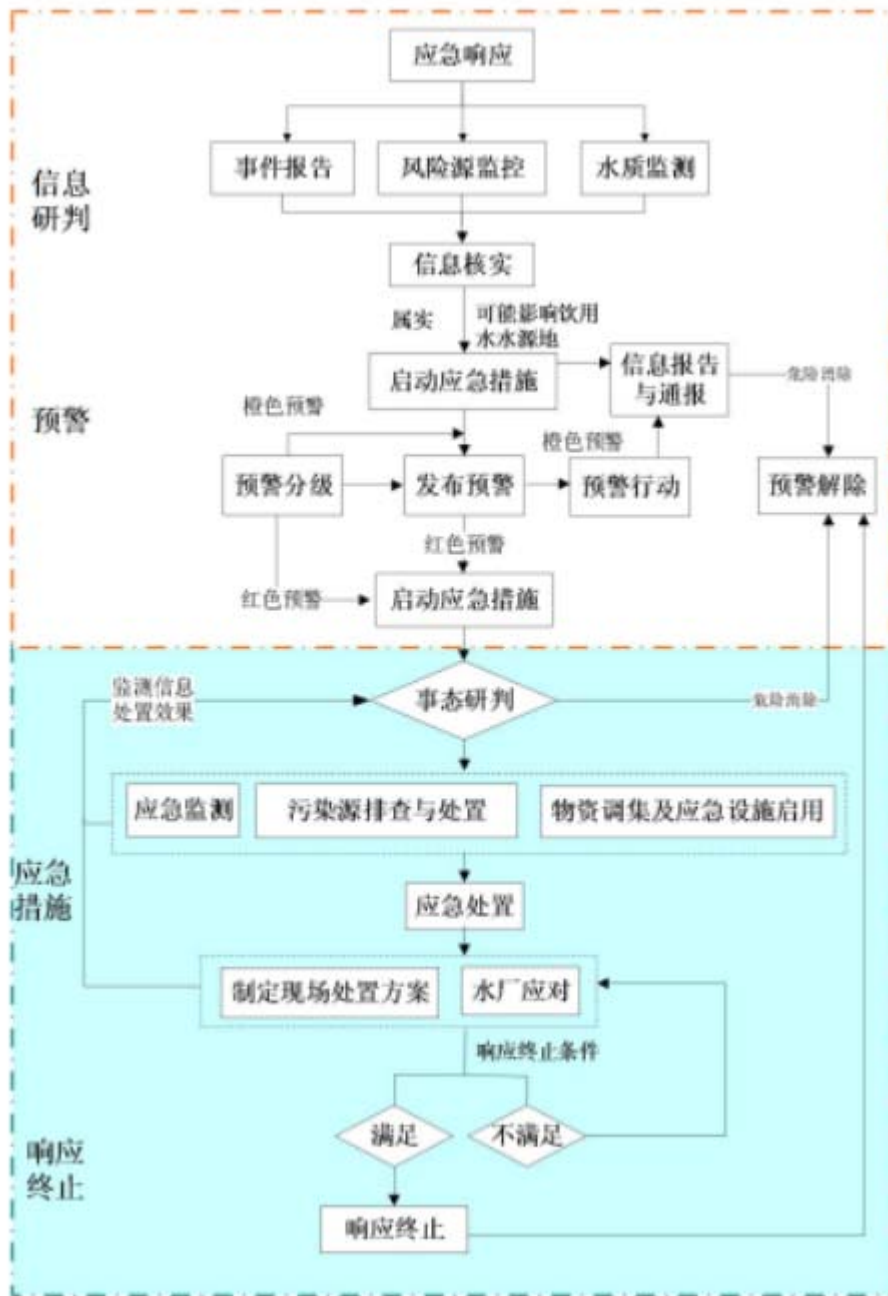 应急响应
事件报告
风险源监控
水质监测
信息
研判
信息核实
属实
可能影响饮用
水水源地
启动应急措施
信息报告
与通报
危险消除
橙色预警
预警
橙色预警
预警分级
发布预警
预警行动
预警解除
红色预警
红色预警
启动应急措施
监测信息
处置效果
事态研判
危险消除
应急监测
污染源排查与处置
物资调集及应急设施启用
应急
措施
应急处置
制定现场处置方案
水厂应对
响应终止条件
满足
不满足
响应
终止
响应终止